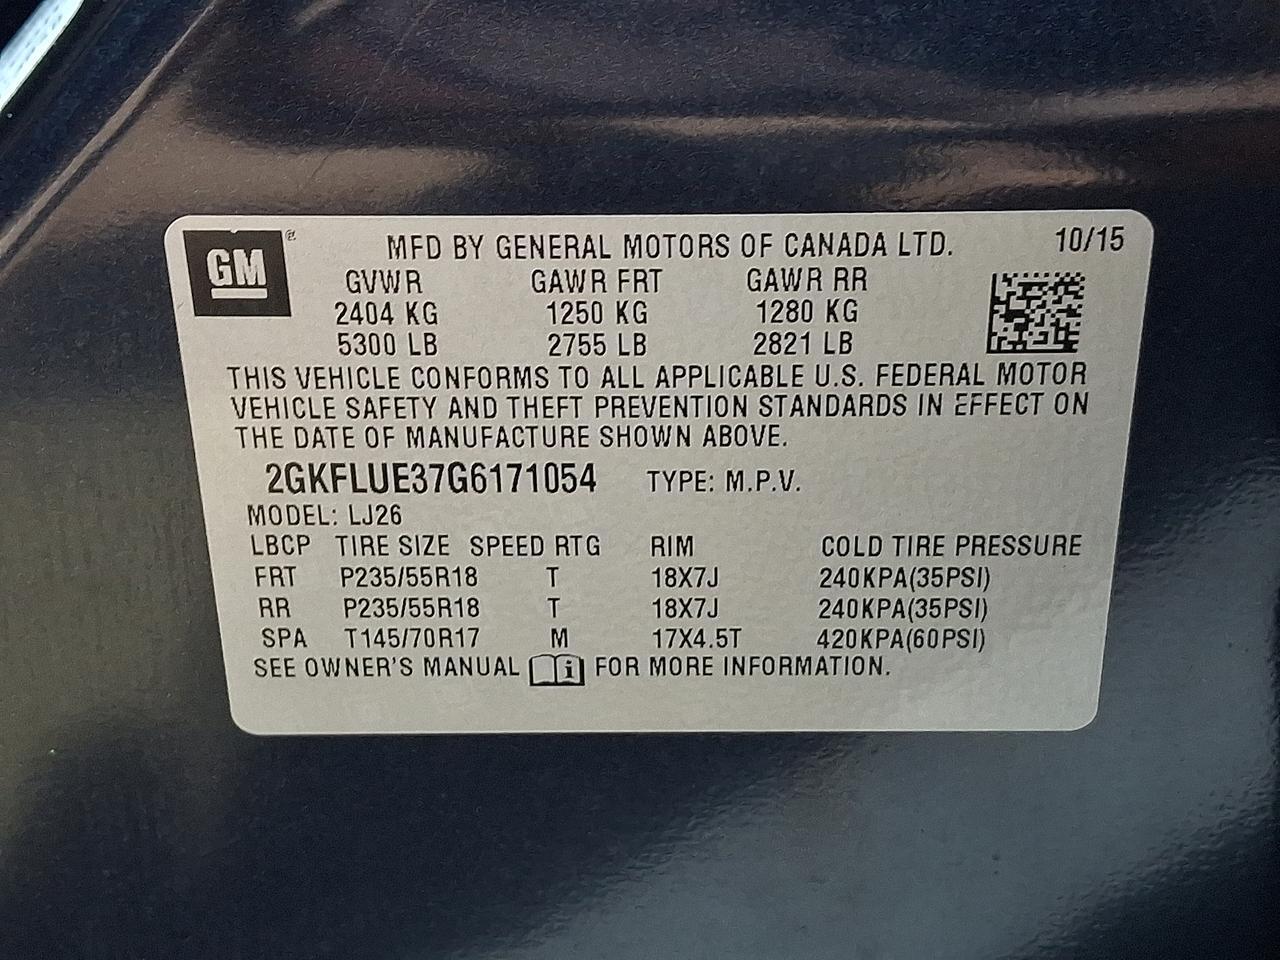 GM ® MFD BY GENERAL MOTORS OF CANADA LTD. 10/15
GVWR GAWR FRT GAWR RR
2404 KG 1250 KG 1280 KG
5300 LB 2755 LB 2821 LB
THIS VEHICLE CONFORMS TO ALL APPLICABLE U.S. FEDERAL MOTOR
VEHICLE SAFETY AND THEFT PREVENTION STANDARDS IN EFFECT ON
THE DATE OF MANUFACTURE SHOWN ABOVE.
2GKFLUE37G6171054 TYPE: M.P.V.
MODEL: LJ26
LBCP TIRE SIZE SPEED RTG RIM COLD TIRE PRESSURE
FRT P235/55R18 T 18X7J 240KPA(35PSI)
RR P235/55R18 T 18X7J 240KPA(35PSI)
SPA T145/70R17 M 17X4.5T 420KPA(60PSI)
SEE OWNER'S MANUAL i FOR MORE INFORMATION.